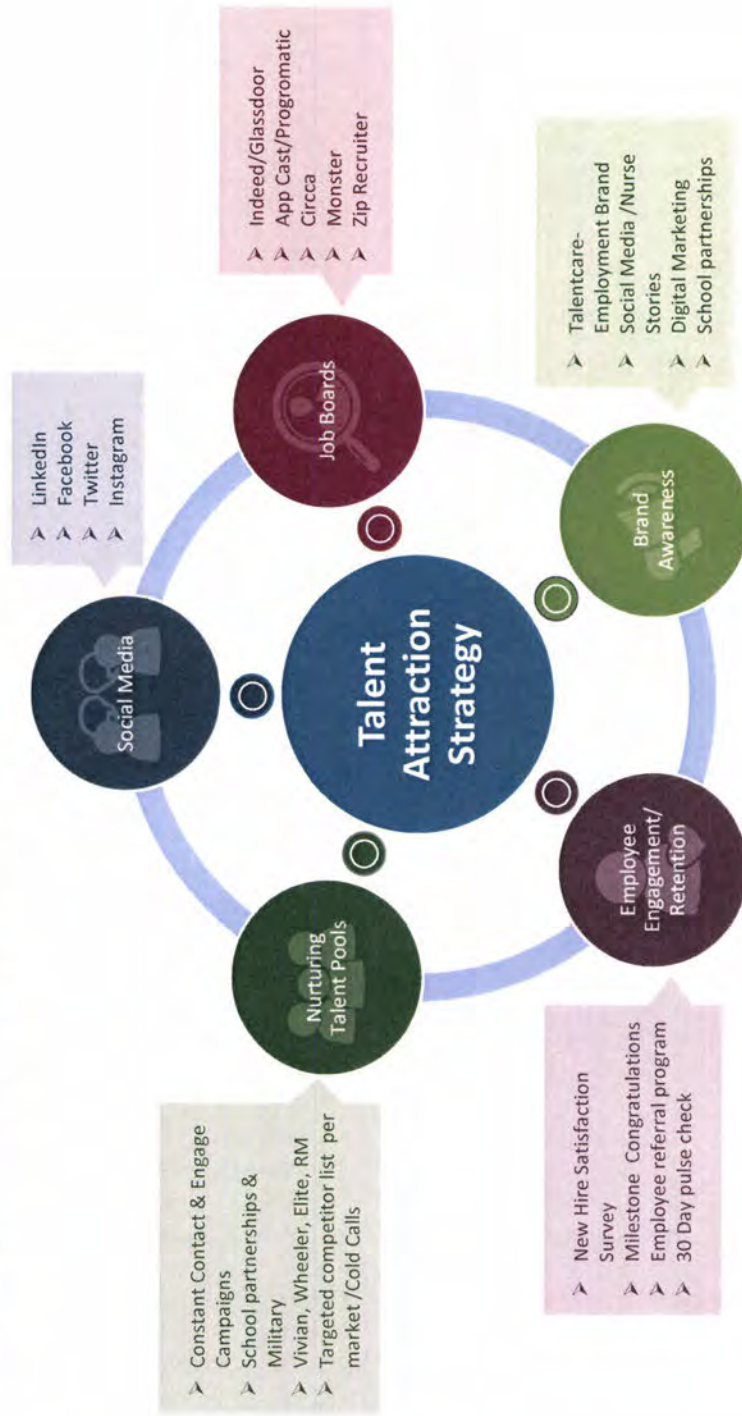 Talent
Attraction
Strategy
Social Media
➢ LinkedIn
➢ Facebook
➢ Twitter
➢ Instagram
Job Boards
➢ Indeed/Glassdoor
➢ App Cast/Progromatic
➢ Circca
➢ Monster
➢ Zip Recruiter
Brand
Awareness
➢ Talentcare-
Employment Brand
➢ Social Media /Nurse
Stories
➢ Digital Marketing
➢ School partnerships
Employee
Engagement/
Retention
➢ New Hire Satisfaction
Survey
➢ Milestone Congratulations
➢ Employee referral program
➢ 30 Day pulse check
Nurturing
Talent Pools
➢ Constant Contact & Engage
Campaigns
➢ School partnerships &
Military
➢ Vivian, Wheeler, Elite, RM
➢ Targeted competitor list per
market /Cold Calls